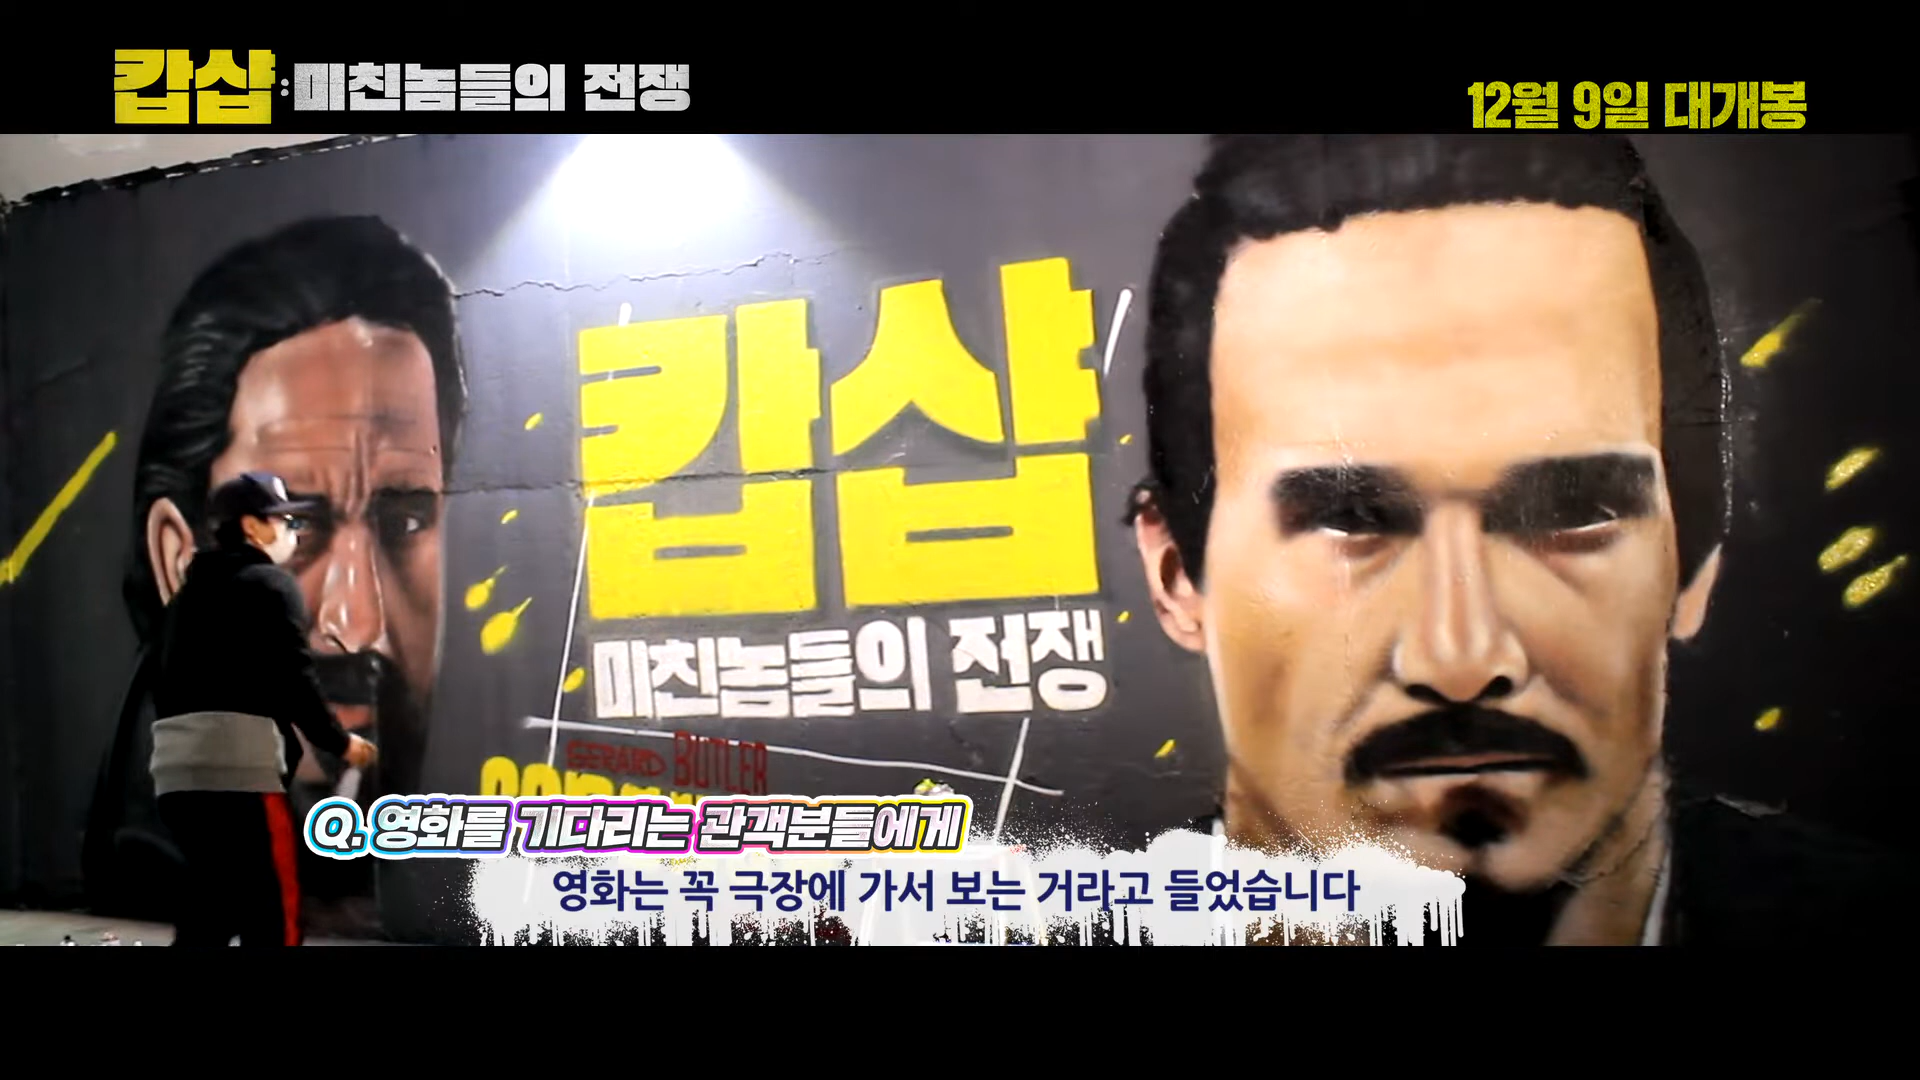 캅샵:미친놈들의 전쟁
12월 9일 대개봉
캅샵
미친놈들의 전쟁
GERARD BUTLER
Q. 영화를 기다리는 관객분들에게
영화는 꼭 극장에 가서 보는 거라고 들었습니다